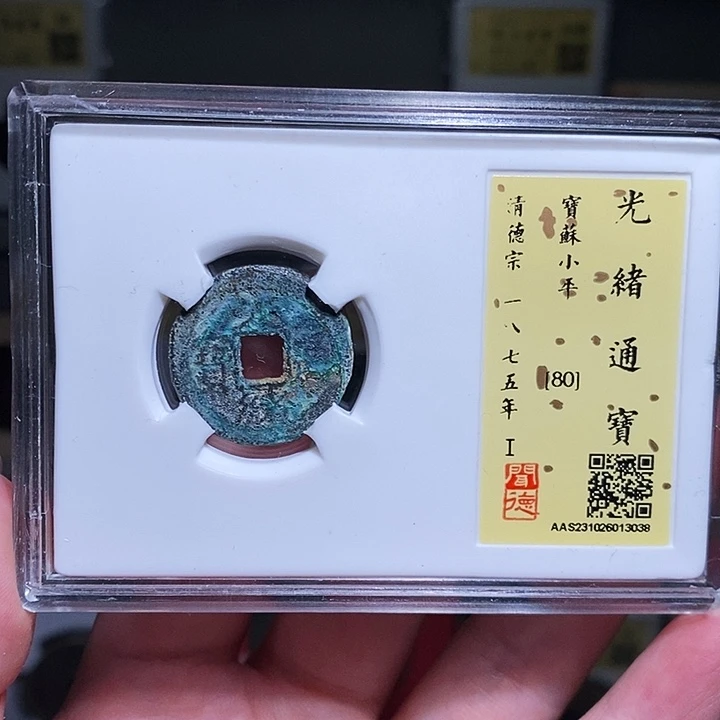 光緒通寶
寶蘇小平
[80]
清德宗 一八七五年 I
聞德
AAS231026013038